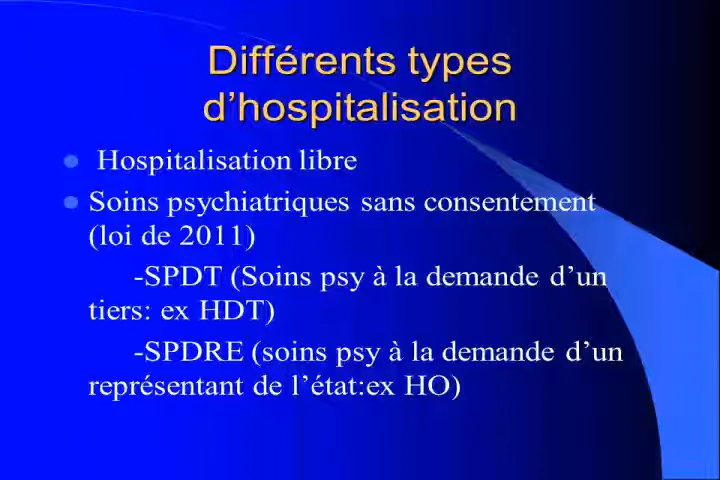 Différents types
d’hospitalisation
Hospitalisation libre
Soins psychiatriques sans consentement
(loi de 2011)
-SPDT (Soins psy à la demande d’un
tiers: ex HDT)
-SPDRE (soins psy à la demande d’un
représentant de l’état:ex HO)